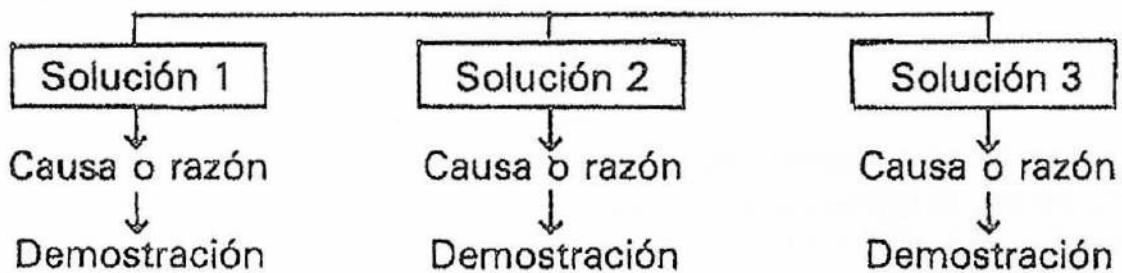 Solución 1 Solución 2 Solución 3
Causa o razón Causa o razón Causa o razón
Demostración Demostración Demostración